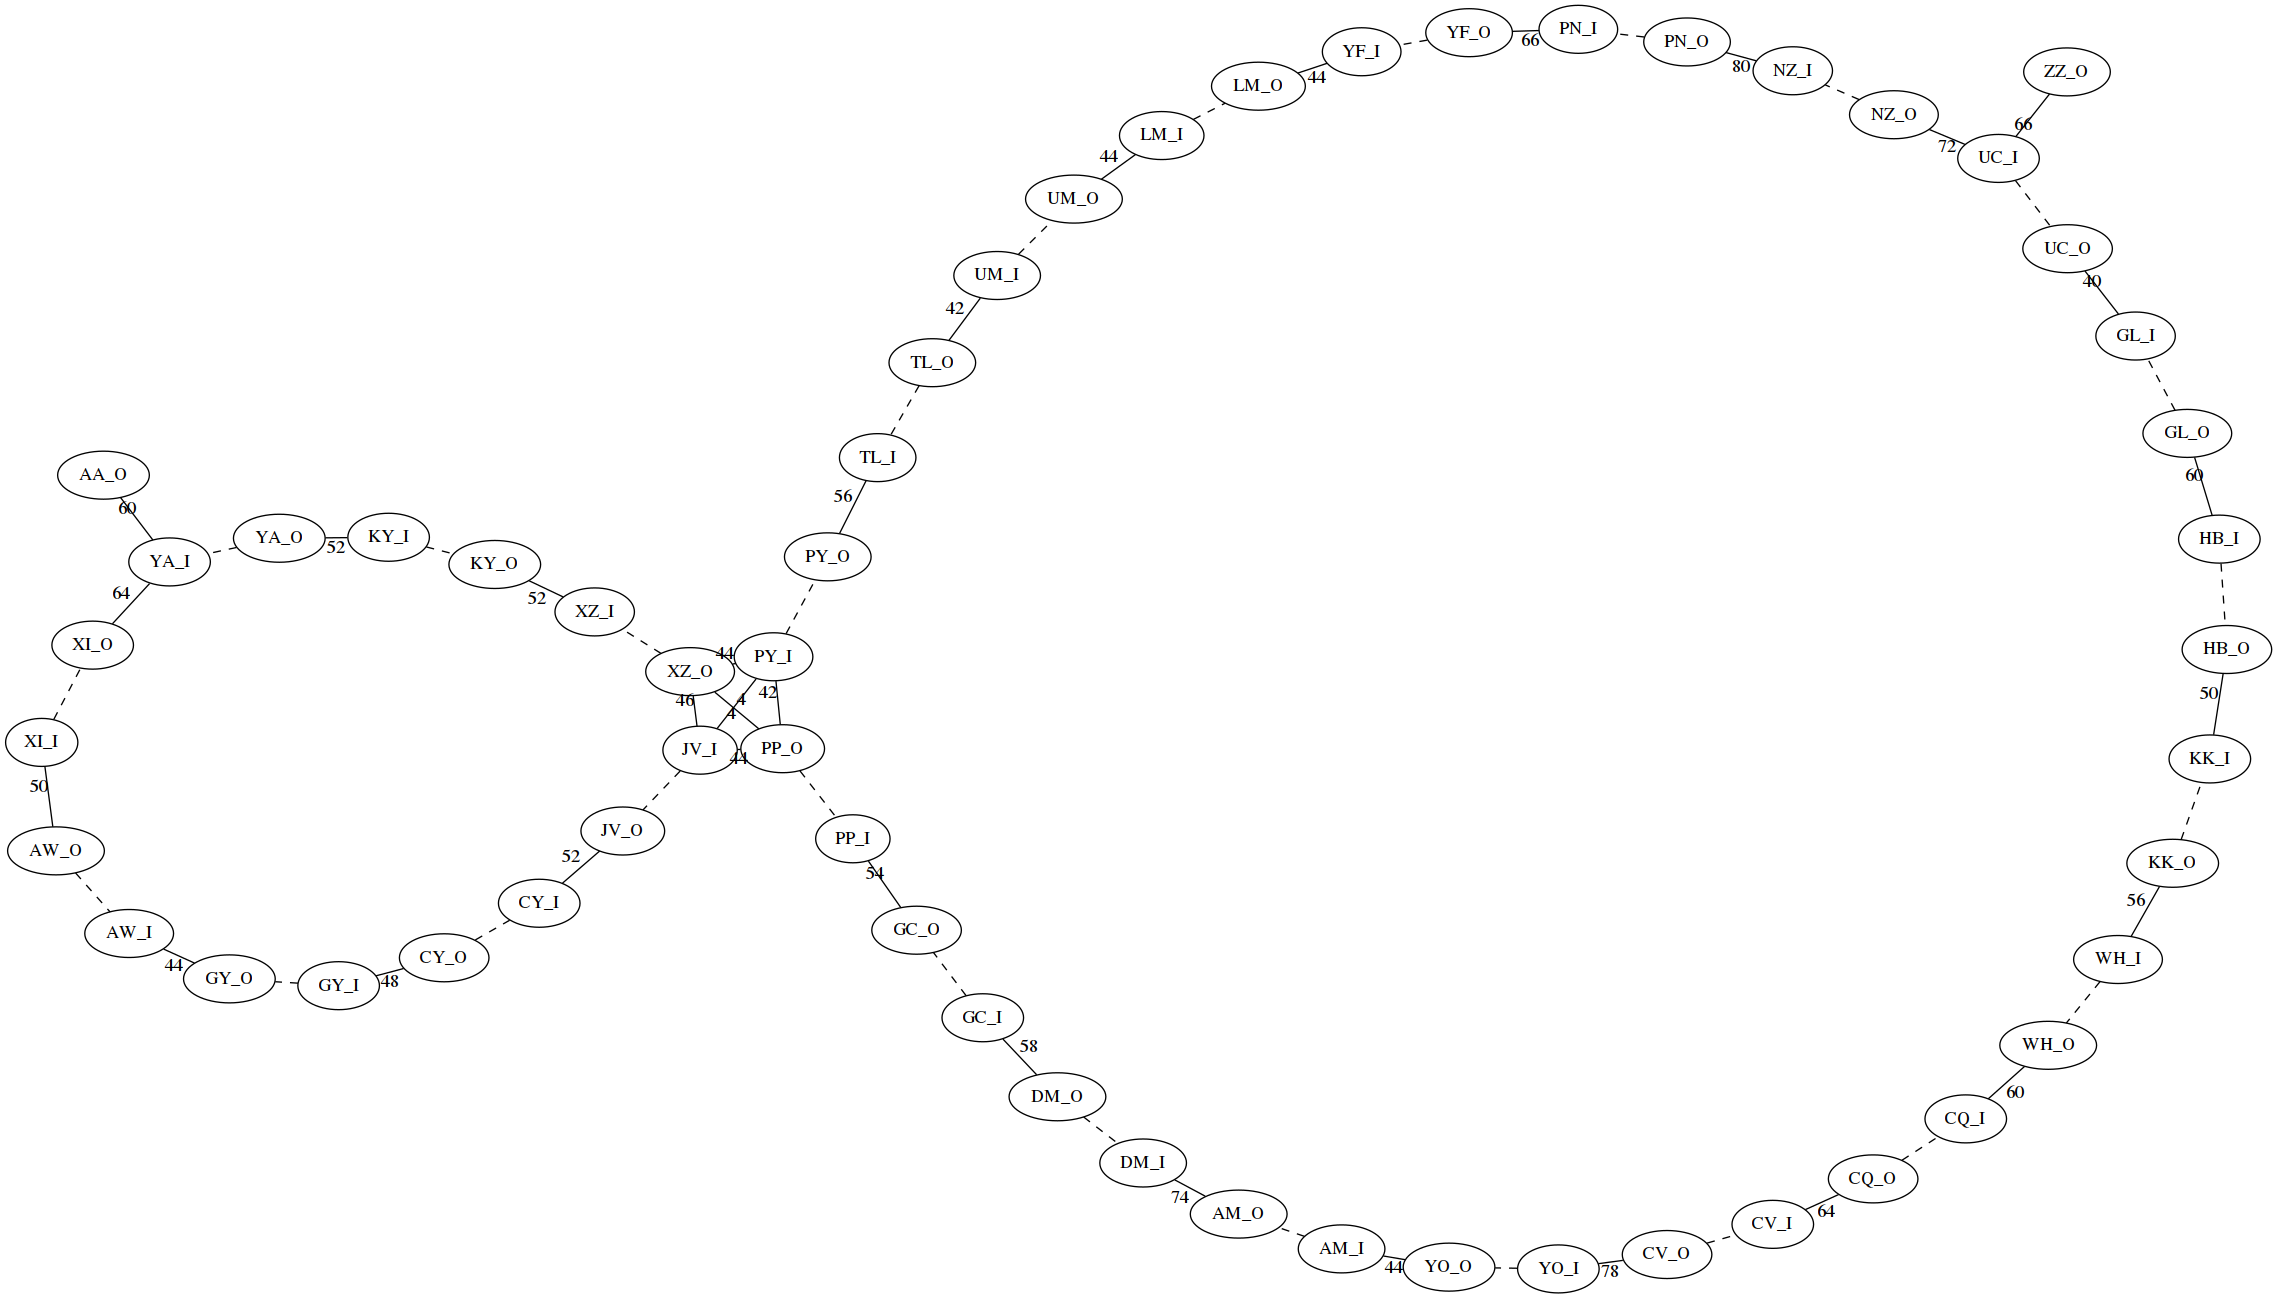 PN_I
YF_O
66
PN_O
YF_I
80
NZ_I
ZZ_O
44
LM_O
NZ_O
66
LM_I
72
UC_I
44
UM_O
UC_O
UM_I
40
42
GL_I
TL_O
GL_O
TL_I
AA_O
60
56
60
YA_O
52
KY_I
HB_I
YA_I
KY_O
PY_O
64
52
XZ_I
XI_O
HB_O
44
PY_I
XZ_O
46
4
42
50
4
XI_I
JV_I
44
PP_O
KK_I
50
JV_O
PP_I
AW_O
52
54
KK_O
CY_I
56
AW_I
GC_O
CY_O
WH_I
44
GY_O
GY_I
48
GC_I
58
WH_O
DM_O
60
CQ_I
DM_I
CQ_O
74
AM_O
64
CV_I
AM_I
CV_O
44
YO_O
YO_I
78